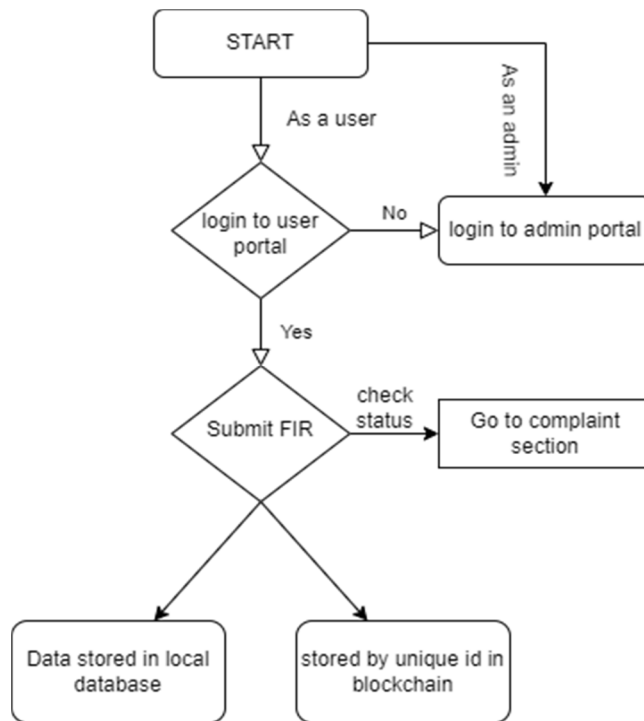 START
As a user
As an admin
login to user
portal
No
login to admin portal
Yes
Submit FIR
check
status
Go to complaint
section
Data stored in local
database
stored by unique id in
blockchain